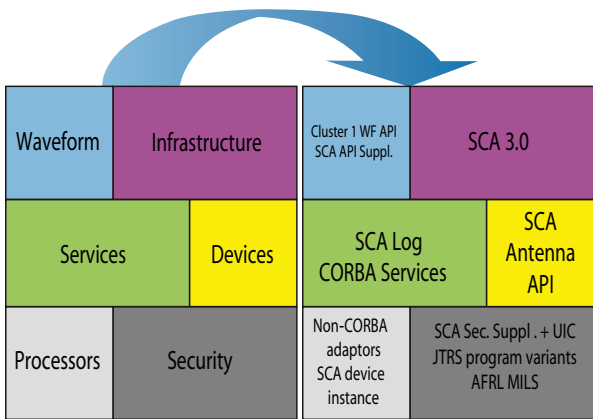 Waveform
Infrastructure
Cluster 1 WF API
SCA API Suppl.
SCA 3.0
Services
Devices
SCA Log
CORBA Services
SCA
Antenna
API
Processors
Security
Non-CORBA
adaptors
SCA device
instance
SCA Sec. Suppl . + UIC
JTRS program variants
AFRL MILS